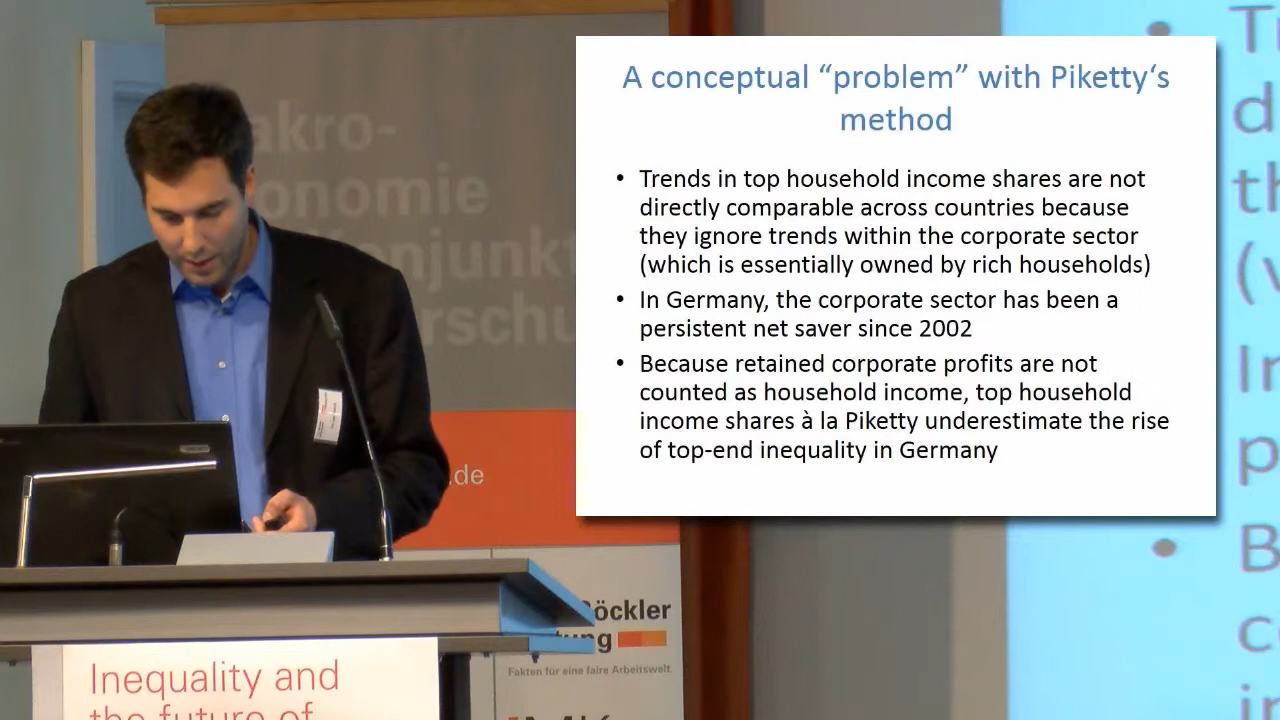 A conceptual “problem” with Piketty‘s
method
• Trends in top household income shares are not
directly comparable across countries because
they ignore trends within the corporate sector
(which is essentially owned by rich households)
• In Germany, the corporate sector has been a
persistent net saver since 2002
• Because retained corporate profits are not
counted as household income, top household
income shares à la Piketty underestimate the rise
of top-end inequality in Germany
akro-
onomie
Konjunkt
rschu
.de
Böckler
tung
Fakten für eine faire Arbeitswelt.
Inequality and
the future of